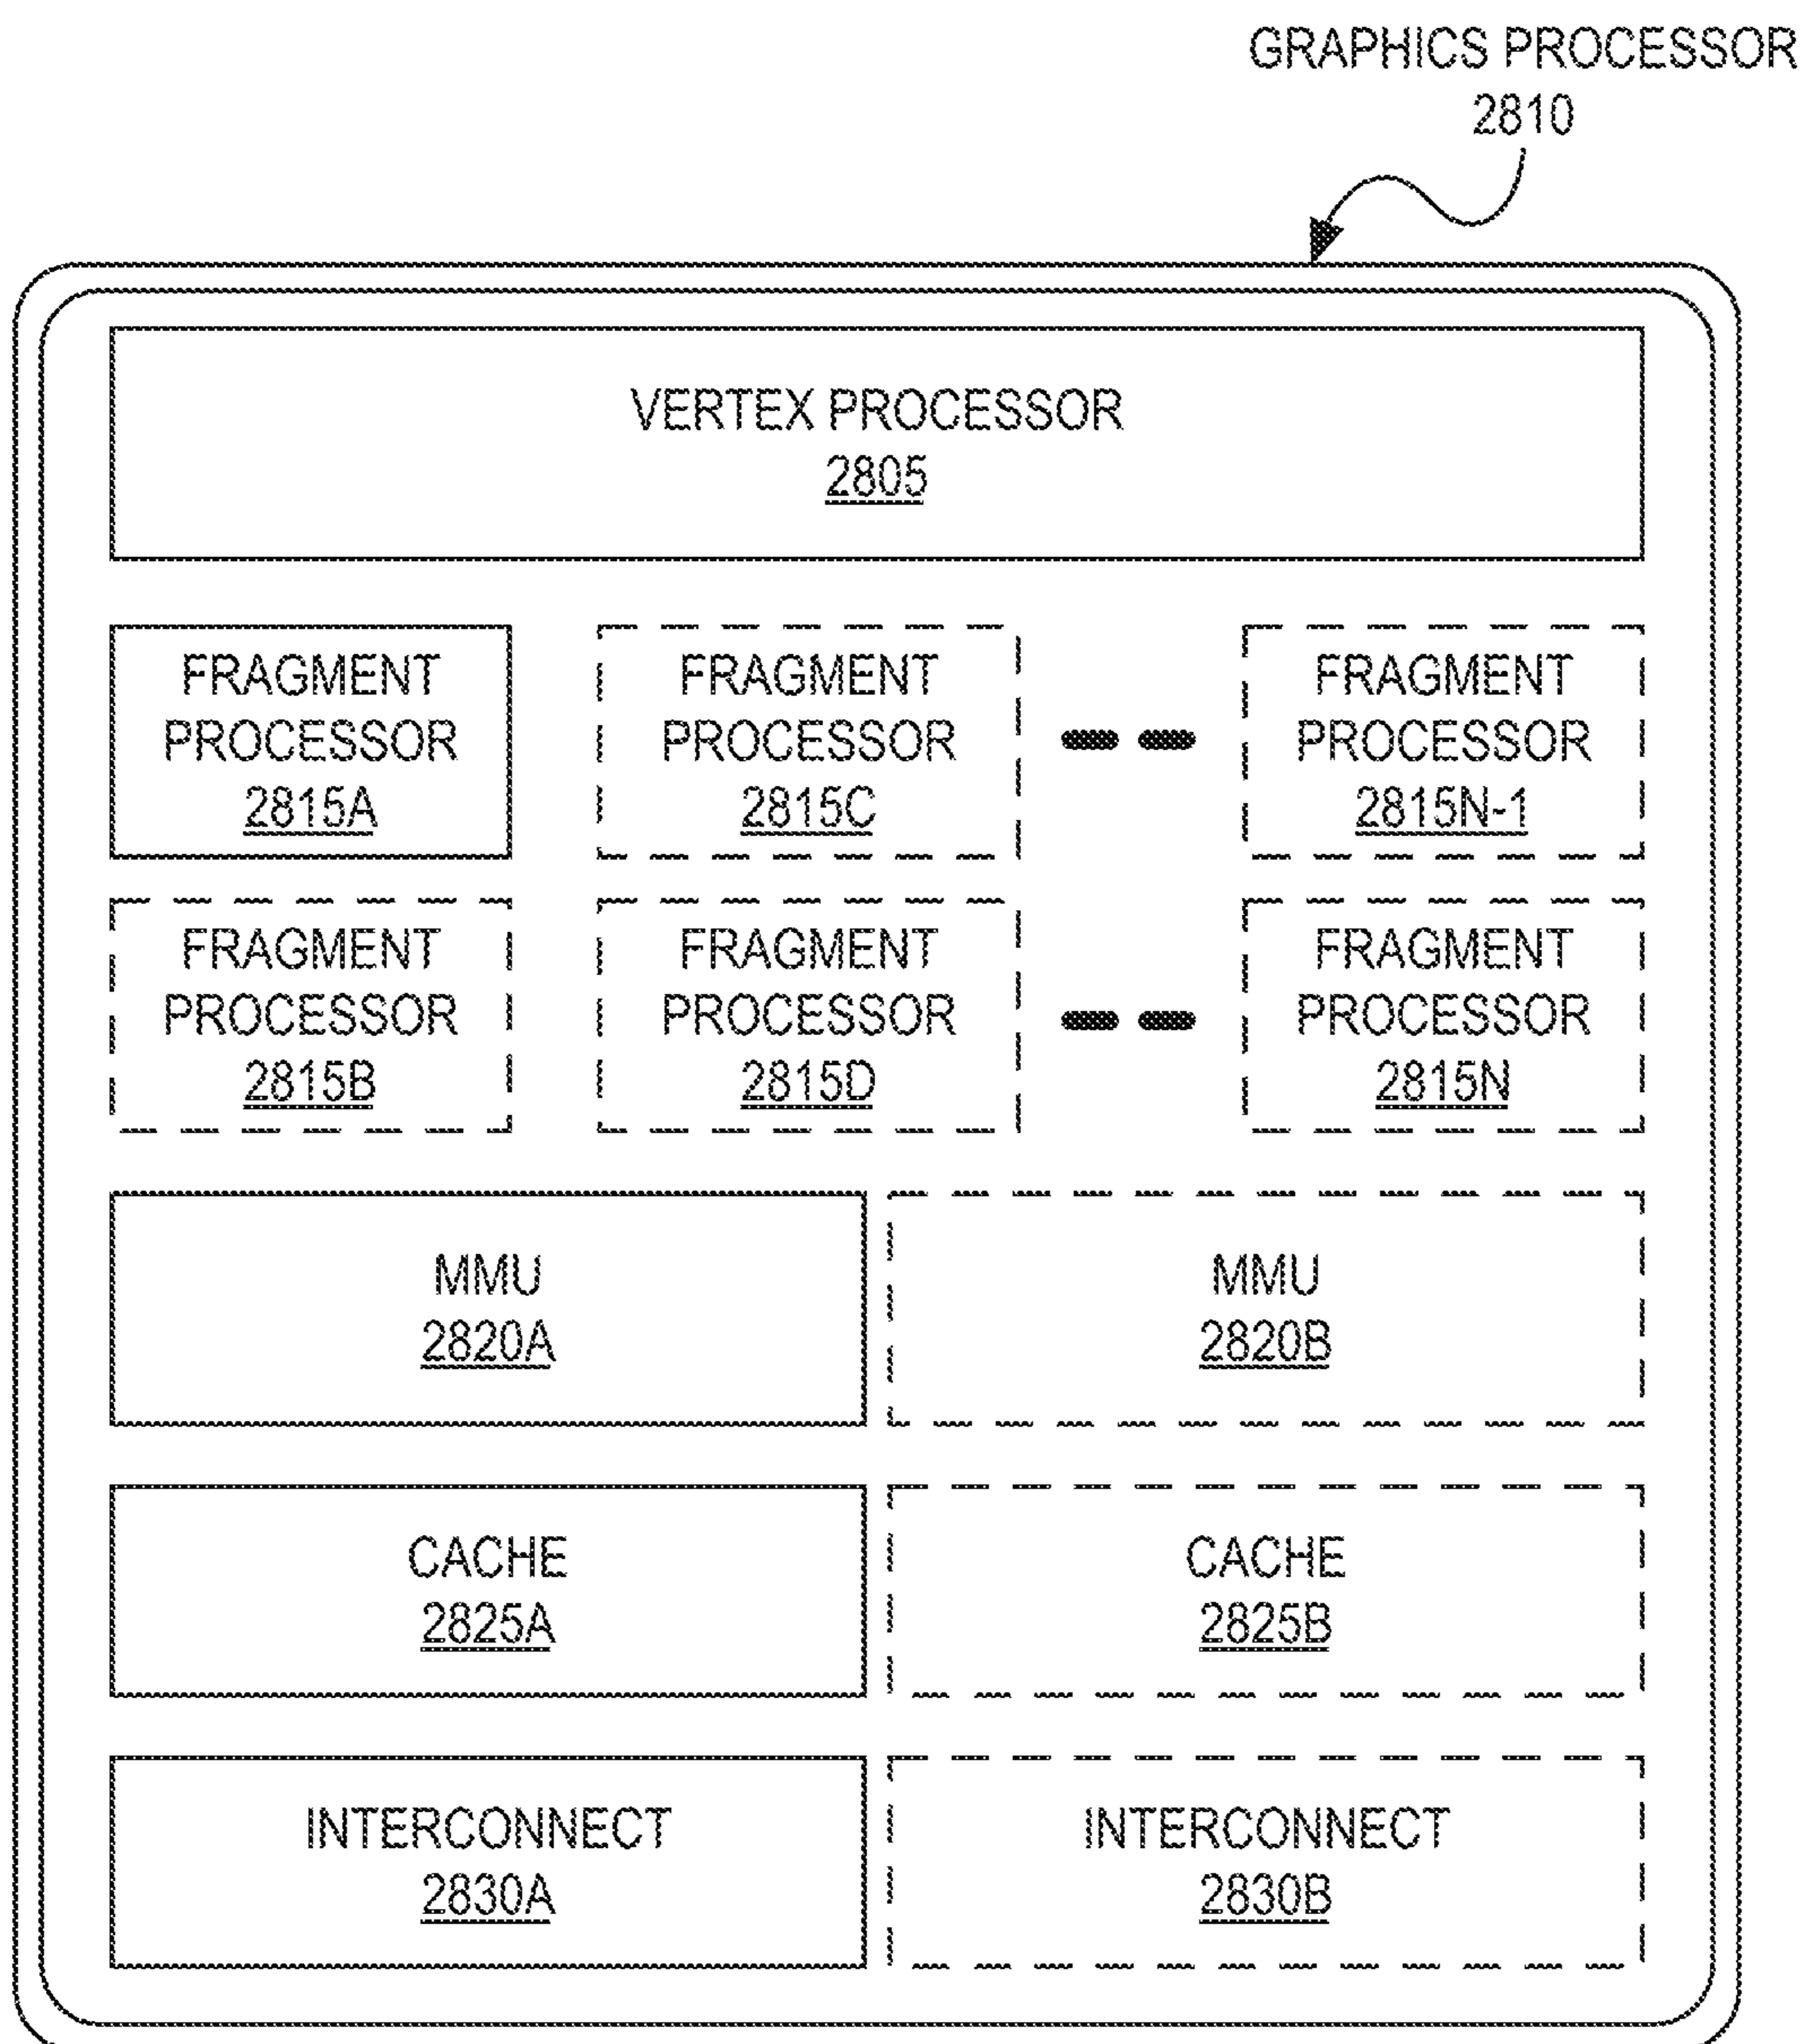 GRAPHICS PROCESSOR
2810
VERTEX PROCESSOR
2805
FRAGMENT
PROCESSOR
2815A
FRAGMENT
PROCESSOR
2815C
FRAGMENT
PROCESSOR
2815N-1
FRAGMENT
PROCESSOR
2815B
FRAGMENT
PROCESSOR
2815D
FRAGMENT
PROCESSOR
2815N
MMU
2820A
MMU
2820B
CACHE
2825A
CACHE
2825B
INTERCONNECT
2830A
INTERCONNECT
2830B